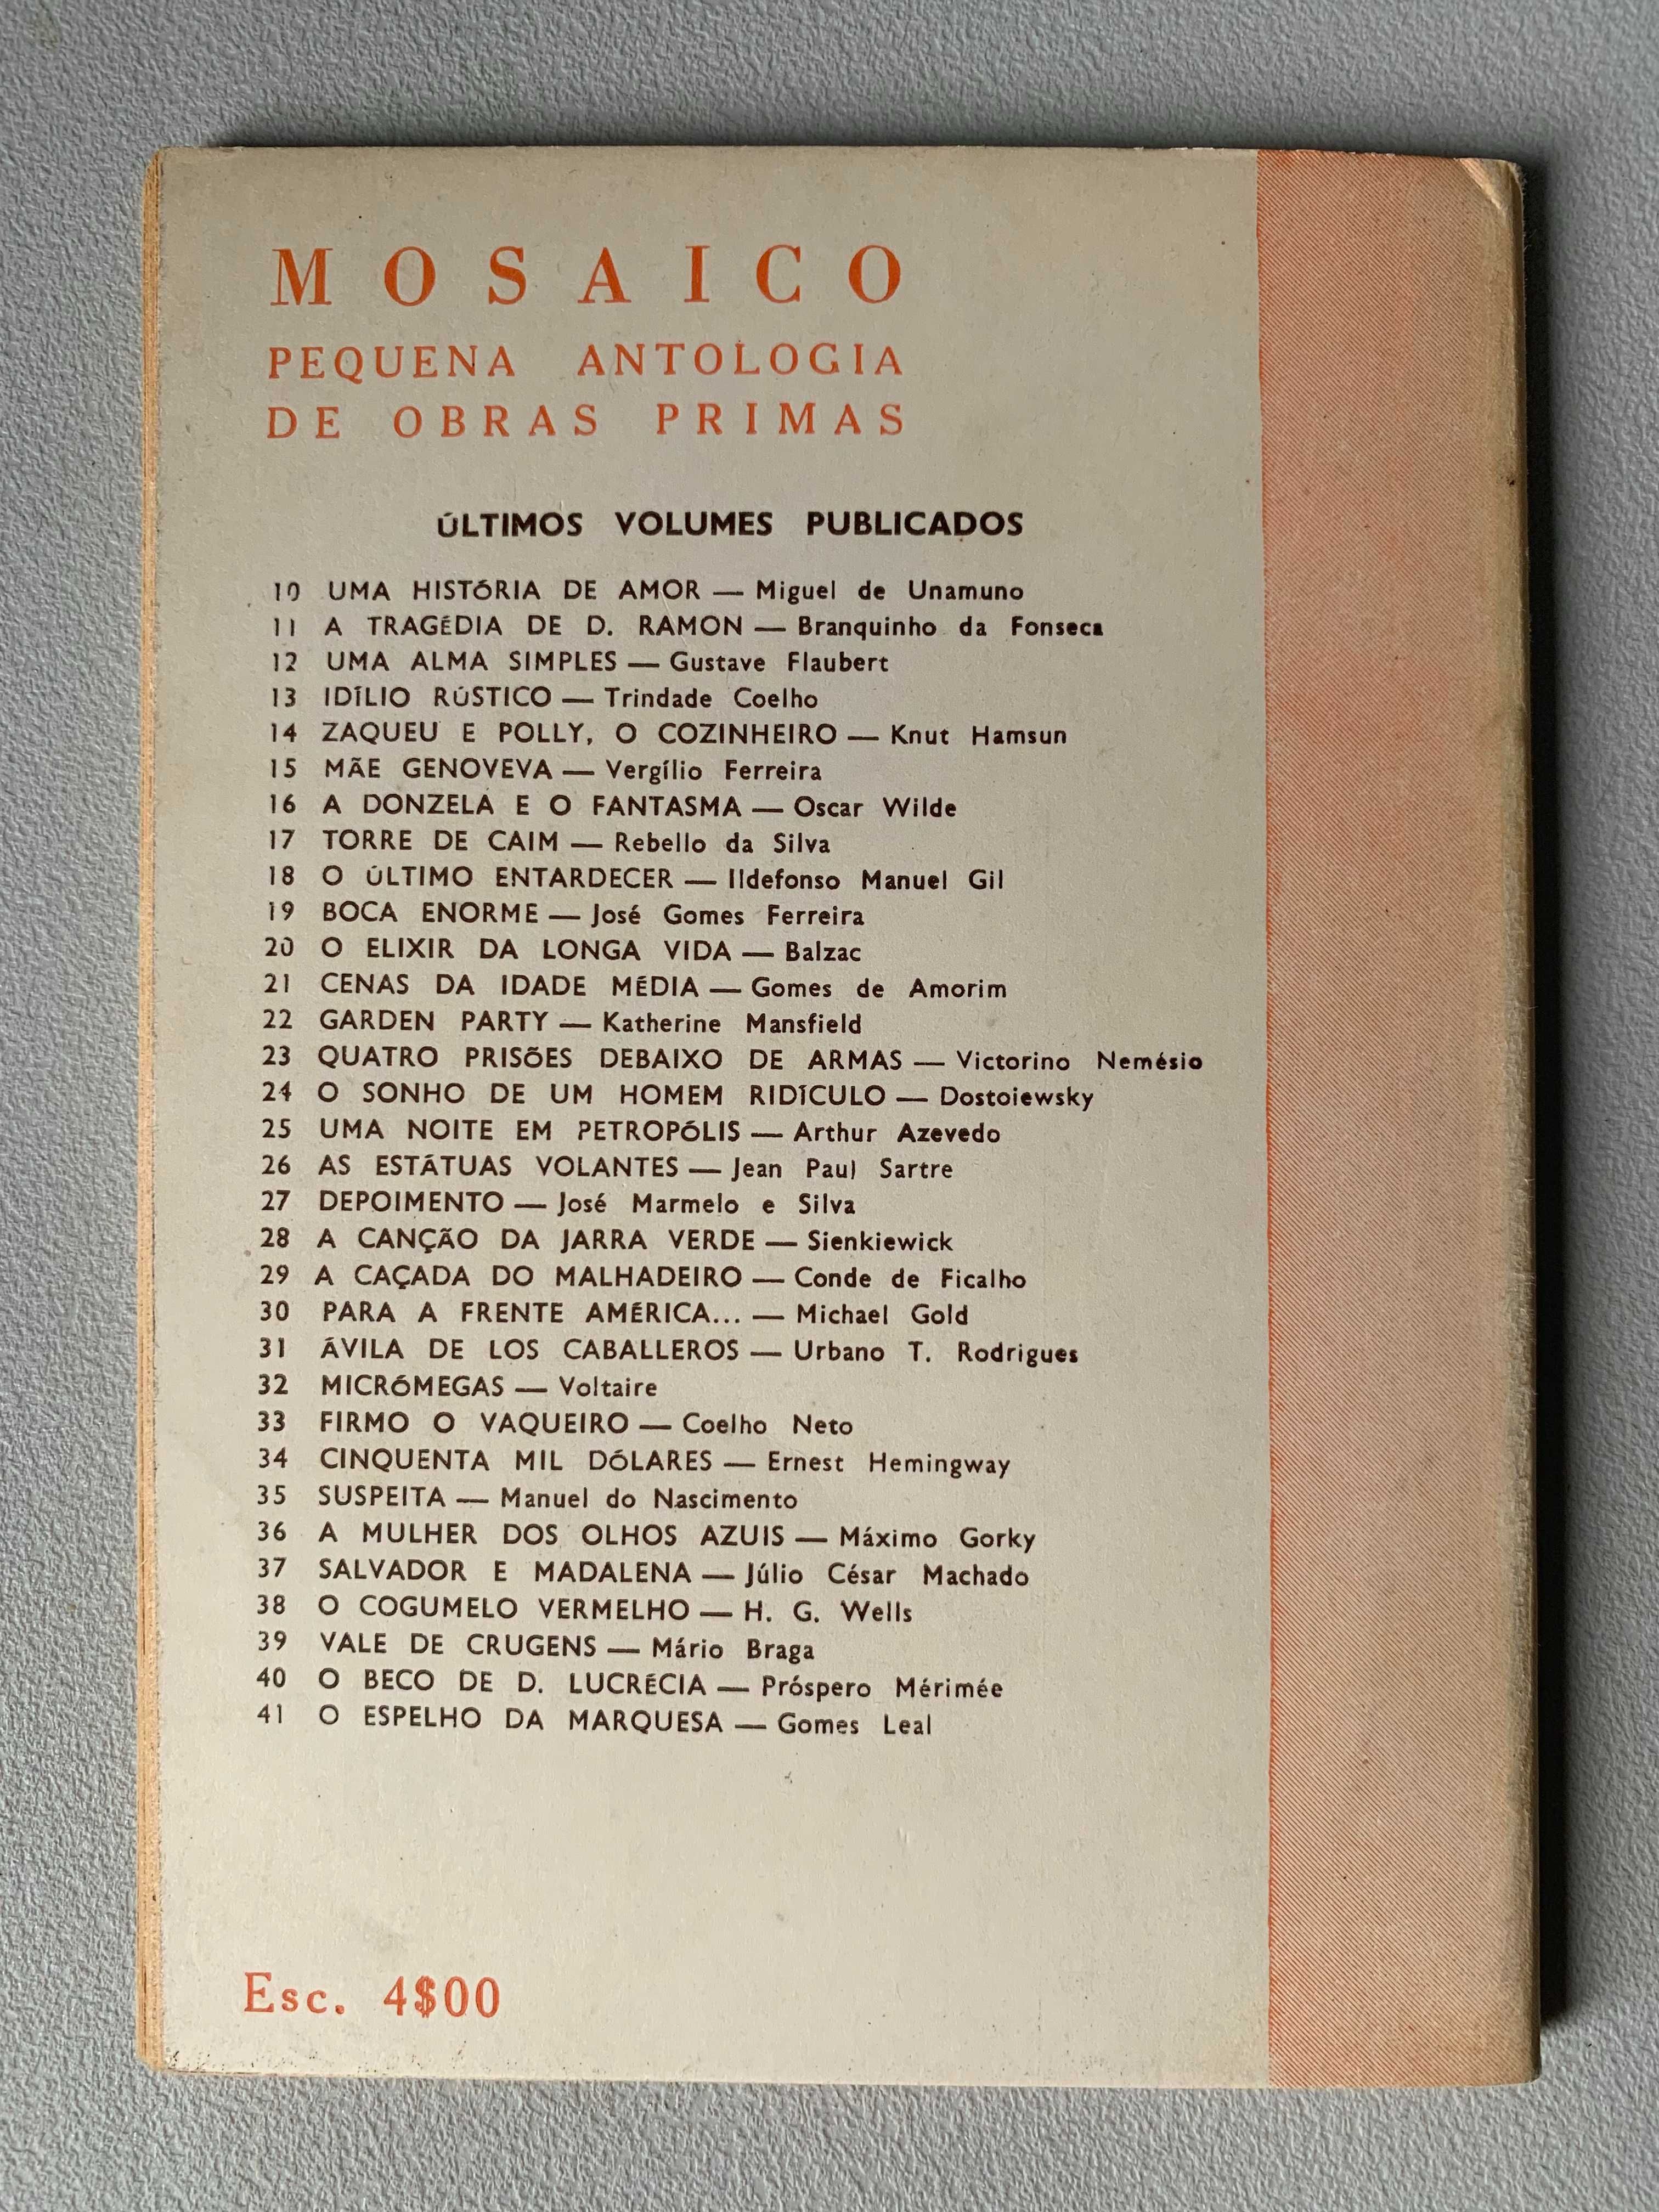 MOSAICO
PEQUENA ANTOLOGIA
DE OBRAS PRIMAS
ÚLTIMOS VOLUMES PUBLICADOS
10 UMA HISTÓRIA DE AMOR — Miguel de Unamuno
11 A TRAGÉDIA DE D. RAMON — Branquinho da Fonseca
12 UMA ALMA SIMPLES — Gustave Flaubert
13 IDÍLIO RÚSTICO — Trindade Coelho
14 ZAQUEU E POLLY, O COZINHEIRO — Knut Hamsun
15 MÃE GENOVEVA — Vergílio Ferreira
16 A DONZELA E O FANTASMA — Oscar Wilde
17 TORRE DE CAIM — Rebello da Silva
18 O ÚLTIMO ENTARDECER — Ildefonso Manuel Gil
19 BOCA ENORME — José Gomes Ferreira
20 O ELIXIR DA LONGA VIDA — Balzac
21 CENAS DA IDADE MÉDIA — Gomes de Amorim
22 GARDEN PARTY — Katherine Mansfield
23 QUATRO PRISÕES DEBAIXO DE ARMAS — Victorino Nemésio
24 O SONHO DE UM HOMEM RIDÍCULO — Dostoiewsky
25 UMA NOITE EM PETROPÓLIS — Arthur Azevedo
26 AS ESTÁTUAS VOLANTES — Jean Paul Sartre
27 DEPOIMENTO — José Marmelo e Silva
28 A CANÇÃO DA JARRA VERDE — Sienkiewick
29 A CAÇADA DO MALHADEIRO — Conde de Ficalho
30 PARA A FRENTE AMÉRICA... — Michael Gold
31 ÁVILA DE LOS CABALLEROS — Urbano T. Rodrigues
32 MICRÓMEGAS — Voltaire
33 FIRMO O VAQUEIRO — Coelho Neto
34 CINQUENTA MIL DÓLARES — Ernest Hemingway
35 SUSPEITA — Manuel do Nascimento
36 A MULHER DOS OLHOS AZUIS — Máximo Gorky
37 SALVADOR E MADALENA — Júlio César Machado
38 O COGUMELO VERMELHO — H. G. Wells
39 VALE DE CRUGENS — Mário Braga
40 O BECO DE D. LUCRÉCIA — Próspero Mérimée
41 O ESPELHO DA MARQUESA — Gomes Leal
Esc. 4$00